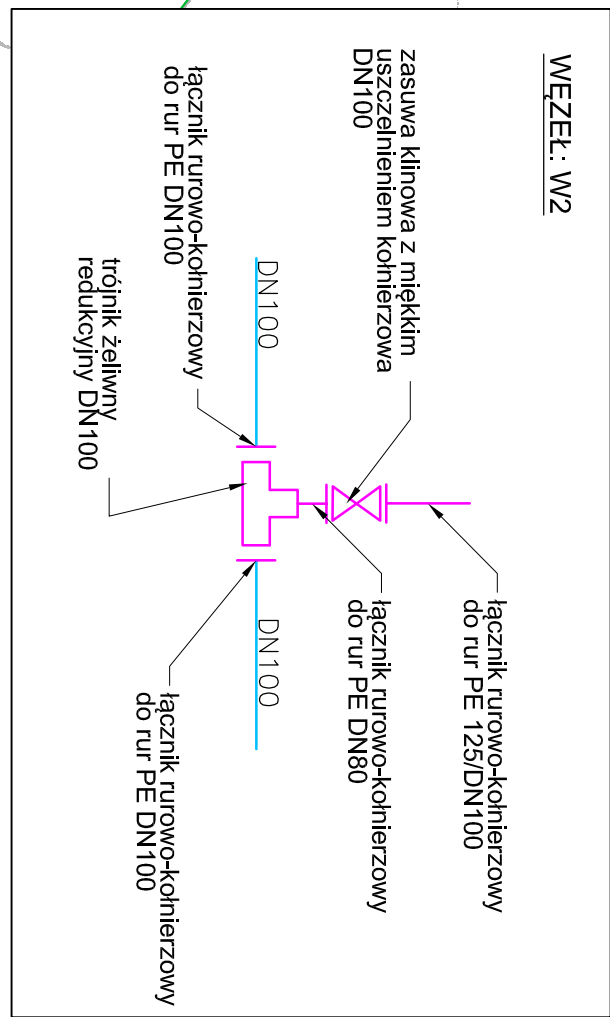 WĘZEŁ: W2
zasuwa klinowa z miękkim
uszczelnieniem kołnierzowa
DN100
łącznik rurowo-kołnierzowy
do rur PE 125/DN100
łącznik rurowo-kołnierzowy
do rur PE DN80
łącznik rurowo-kołnierzowy
do rur PE DN100
DN100
DN100
trójnik żeliwny
redukcyjny DN100
łącznik rurowo-kołnierzowy
do rur PE DN100